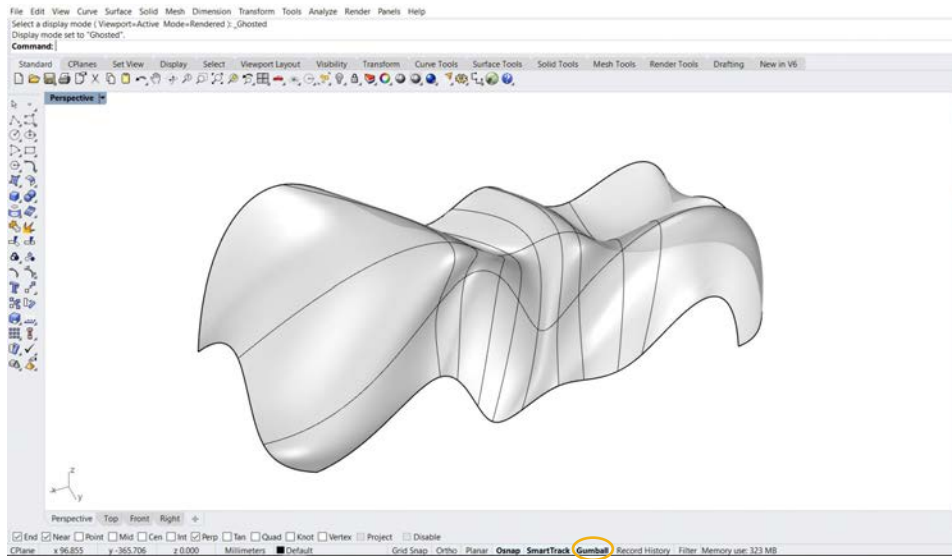 File Edit View Curve Surface Solid Mesh Dimension Transform Tools Analyze Render Panels Help
Select a display mode ( Viewport=Active Mode=Rendered ): _Ghosted
Display mode set to "Ghosted".
Command:
Standard CPlanes Set View Display Select Viewport Layout Visibility Transform Curve Tools Surface Tools Solid Tools Mesh Tools Render Tools Drafting New in V6
Perspective
z
x
y
Perspective Top Front Right
End Near Point Mid Cen Int Perp Tan Quad Knot Vertex Project Disable
CPlane x 96.855 y -365.706 z 0.000 Millimeters Default Grid Snap Ortho Planar Osnap SmartTrack Gumball Record History Filter Memory use: 323 MB